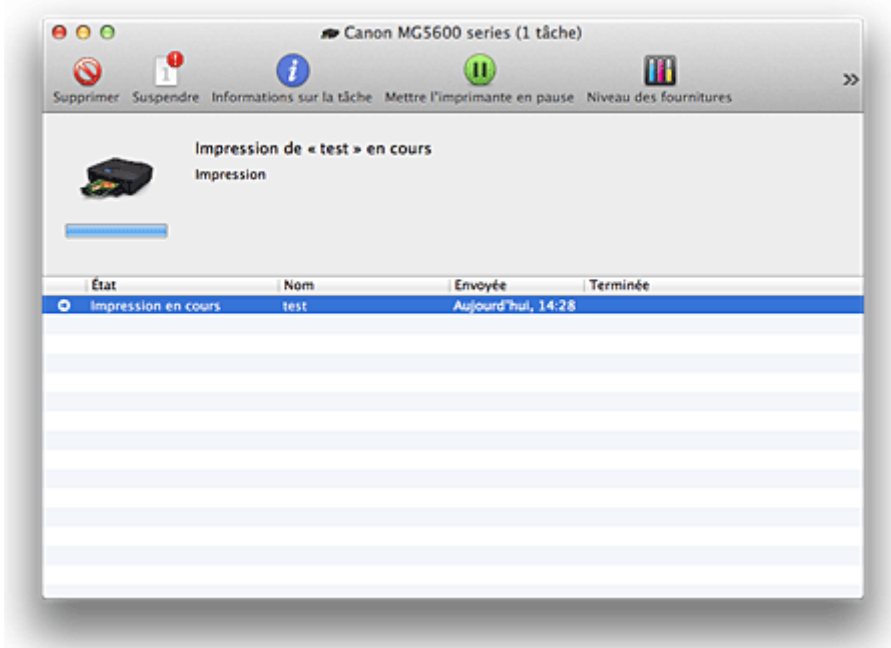 Canon MG5600 series (1 tâche)
Supprimer Suspendre Informations sur la tâche Mettre l'imprimante en pause Niveau des fournitures
Impression de « test » en cours
Impression
État Nom Envoyée Terminée
Impression en cours test Aujourd'hui, 14:28